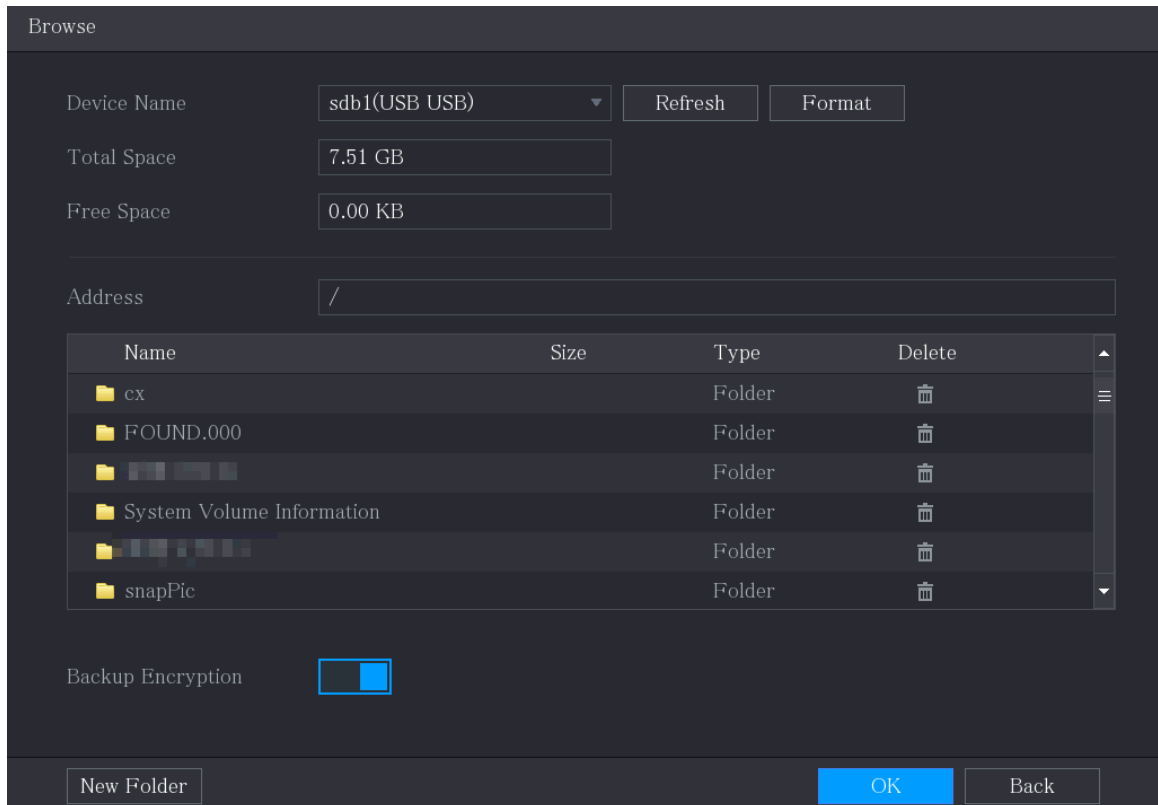 Browse
Device Name sdb1(USB USB) Refresh Format
Total Space 7.51 GB
Free Space 0.00 KB
Address /
Name Size Type Delete
cx Folder
FOUND.000 Folder
Folder
System Volume Information Folder
Folder
snapPic Folder
Backup Encryption
New Folder OK Back